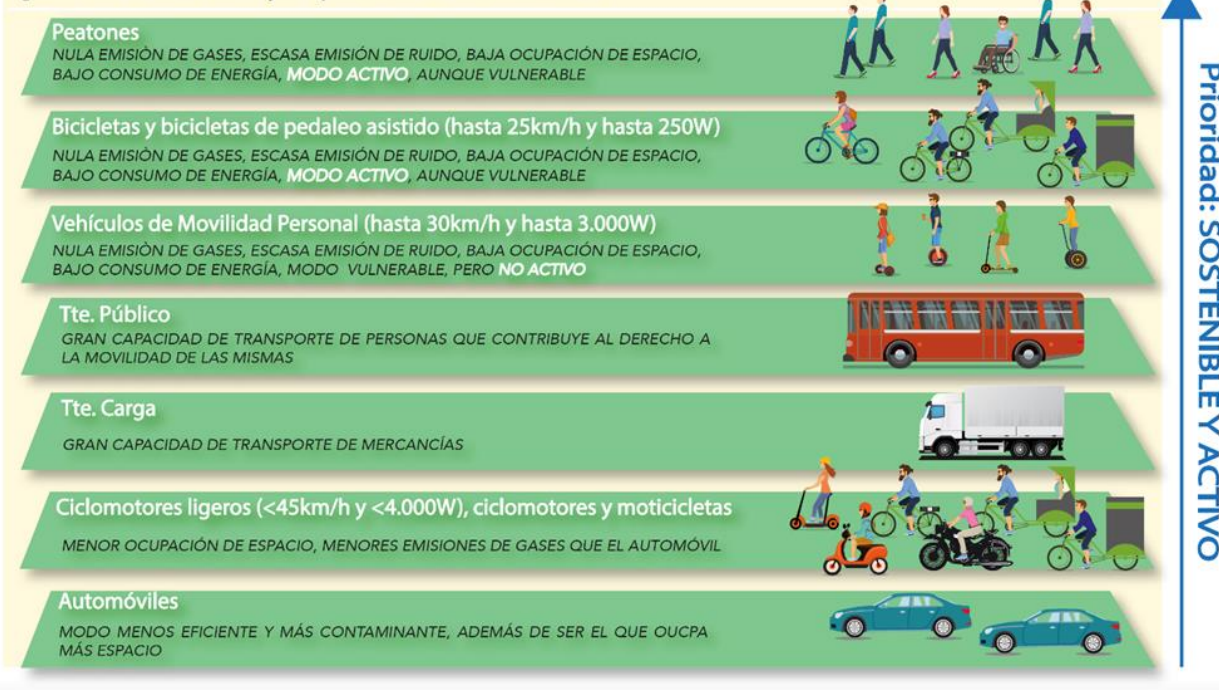 Peatones
NULA EMISIÒN DE GASES, ESCASA EMISIÓN DE RUIDO, BAJA OCUPACIÓN DE ESPACIO,
BAJO CONSUMO DE ENERGÍA, MODO ACTIVO, AUNQUE VULNERABLE
Bicicletas y bicicletas de pedaleo asistido (hasta 25km/h y hasta 250W)
NULA EMISIÒN DE GASES, ESCASA EMISIÓN DE RUIDO, BAJA OCUPACIÓN DE ESPACIO,
BAJO CONSUMO DE ENERGÍA, MODO ACTIVO, AUNQUE VULNERABLE
Vehículos de Movilidad Personal (hasta 30km/h y hasta 3.000W)
NULA EMISIÒN DE GASES, ESCASA EMISIÓN DE RUIDO, BAJA OCUPACIÓN DE ESPACIO,
BAJO CONSUMO DE ENERGÍA, MODO VULNERABLE, PERO NO ACTIVO
Tte. Público
GRAN CAPACIDAD DE TRANSPORTE DE PERSONAS QUE CONTRIBUYE AL DERECHO A
LA MOVILIDAD DE LAS MISMAS
Tte. Carga
GRAN CAPACIDAD DE TRANSPORTE DE MERCANCÍAS
Ciclomotores ligeros (<45km/h y <4.000W), ciclomotores y moticicletas
MENOR OCUPACIÓN DE ESPACIO, MENORES EMISIONES DE GASES QUE EL AUTOMÓVIL
Automóviles
MODO MENOS EFICIENTE Y MÁS CONTAMINANTE, ADEMÁS DE SER EL QUE OUCPA
MÁS ESPACIO
Prioridad: SOSTENIBLE Y ACTIVO